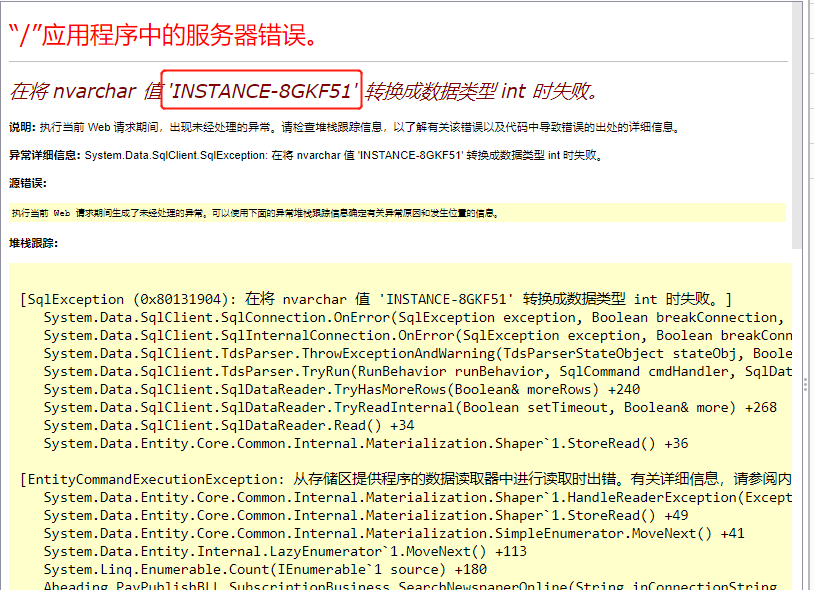 “/”应用程序中的服务器错误。
在将 nvarchar 值 'INSTANCE-8GKF51' 转换成数据类型 int 时失败。
说明: 执行当前 Web 请求期间，出现未经处理的异常。请检查堆栈跟踪信息，以了解有关该错误以及代码中导致错误的出处的详细信息。
异常详细信息: System.Data.SqlClient.SqlException: 在将 nvarchar 值 'INSTANCE-8GKF51' 转换成数据类型 int 时失败。
源错误:
执行当前 Web 请求期间生成了未经处理的异常。可以使用下面的异常堆栈跟踪信息确定有关异常原因和发生位置的信息。
堆栈跟踪:
[SqlException (0x80131904): 在将 nvarchar 值 'INSTANCE-8GKF51' 转换成数据类型 int 时失败。]
System.Data.SqlClient.SqlConnection.OnError(SqlException exception, Boolean breakConnection,
System.Data.SqlClient.SqlInternalConnection.OnError(SqlException exception, Boolean breakConn
System.Data.SqlClient.TdsParser.ThrowExceptionAndWarning(TdsParserStateObject stateObj, Boole
System.Data.SqlClient.TdsParser.TryRun(RunBehavior runBehavior, SqlCommand cmdHandler, SqlDat
System.Data.SqlClient.SqlDataReader.TryHasMoreRows(Boolean& moreRows) +240
System.Data.SqlClient.SqlDataReader.TryReadInternal(Boolean setTimeout, Boolean& more) +268
System.Data.SqlClient.SqlDataReader.Read() +34
System.Data.Entity.Core.Common.Internal.Materialization.Shaper`1.StoreRead() +36
[EntityCommandExecutionException: 从存储区提供程序的数据读取器中进行读取时出错。有关详细信息，请参阅内
System.Data.Entity.Core.Common.Internal.Materialization.Shaper`1.HandleReaderException(Except
System.Data.Entity.Core.Common.Internal.Materialization.Shaper`1.StoreRead() +49
System.Data.Entity.Core.Common.Internal.Materialization.SimpleEnumerator.MoveNext() +41
System.Data.Entity.Internal.LazyEnumerator`1.MoveNext() +113
System.Linq.Enumerable.Count(IEnumerable`1 source) +180
Aheading.PayPublishBLL.SubscriptionBusiness.SearchNewspaperOnline(String inConnectionString